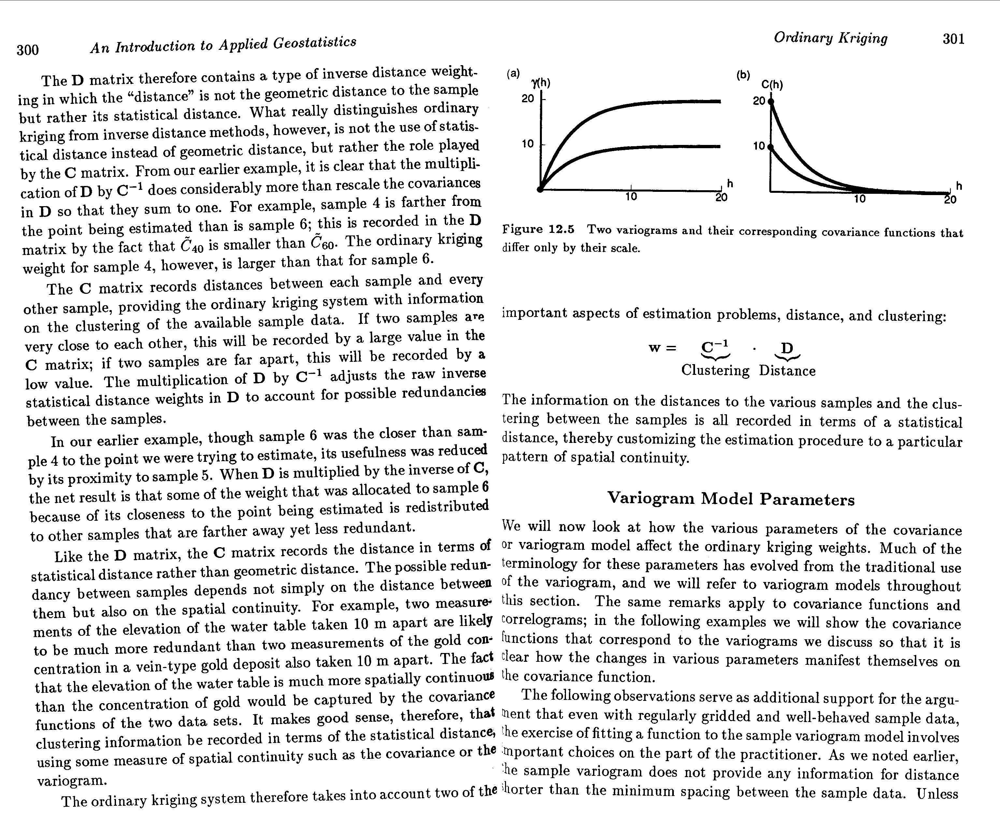 300 An Introduction to Applied Geostatistics
The D matrix therefore contains a type of inverse distance weight-
ing in which the “distance” is not the geometric distance to the sample
but rather its statistical distance. What really distinguishes ordinary
kriging from inverse distance methods, however, is not the use of statis-
tical distance instead of geometric distance, but rather the role played
by the C matrix. From our earlier example, it is clear that the multipli-
cation of D by C⁻¹ does considerably more than rescale the covariances
in D so that they sum to one. For example, sample 4 is farther from
the point being estimated than is sample 6; this is recorded in the D
matrix by the fact that C̃₄₀ is smaller than C̃₆₀. The ordinary kriging
weight for sample 4, however, is larger than that for sample 6.
The C matrix records distances between each sample and every
other sample, providing the ordinary kriging system with information
on the clustering of the available sample data. If two samples are
very close to each other, this will be recorded by a large value in the
C matrix; if two samples are far apart, this will be recorded by a
low value. The multiplication of D by C⁻¹ adjusts the raw inverse
statistical distance weights in D to account for possible redundancies
between the samples.
In our earlier example, though sample 6 was the closer than sam-
ple 4 to the point we were trying to estimate, its usefulness was reduced
by its proximity to sample 5. When D is multiplied by the inverse of C,
the net result is that some of the weight that was allocated to sample 6
because of its closeness to the point being estimated is redistributed
to other samples that are farther away yet less redundant.
Like the D matrix, the C matrix records the distance in terms of
statistical distance rather than geometric distance. The possible redun-
dancy between samples depends not simply on the distance between
them but also on the spatial continuity. For example, two measure-
ments of the elevation of the water table taken 10 m apart are likely
to be much more redundant than two measurements of the gold con-
centration in a vein-type gold deposit also taken 10 m apart. The fact
that the elevation of the water table is much more spatially continuous
than the concentration of gold would be captured by the covariance
functions of the two data sets. It makes good sense, therefore, that
clustering information be recorded in terms of the statistical distance,
using some measure of spatial continuity such as the covariance or the
variogram.
The ordinary kriging system therefore takes into account two of the
Ordinary Kriging 301
(a)
γ(h)
20
10
10
20
h
(b)
C(h)
20
10
10
20
h
Figure 12.5 Two variograms and their corresponding covariance functions that
differ only by their scale.
important aspects of estimation problems, distance, and clustering:
w = C⁻¹ · D
Clustering Distance
The information on the distances to the various samples and the clus-
tering between the samples is all recorded in terms of a statistical
distance, thereby customizing the estimation procedure to a particular
pattern of spatial continuity.
Variogram Model Parameters
We will now look at how the various parameters of the covariance
or variogram model affect the ordinary kriging weights. Much of the
terminology for these parameters has evolved from the traditional use
of the variogram, and we will refer to variogram models throughout
this section. The same remarks apply to covariance functions and
correlograms; in the following examples we will show the covariance
functions that correspond to the variograms we discuss so that it is
clear how the changes in various parameters manifest themselves on
the covariance function.
The following observations serve as additional support for the argu-
ment that even with regularly gridded and well-behaved sample data,
the exercise of fitting a function to the sample variogram model involves
important choices on the part of the practitioner. As we noted earlier,
the sample variogram does not provide any information for distance
shorter than the minimum spacing between the sample data. Unless